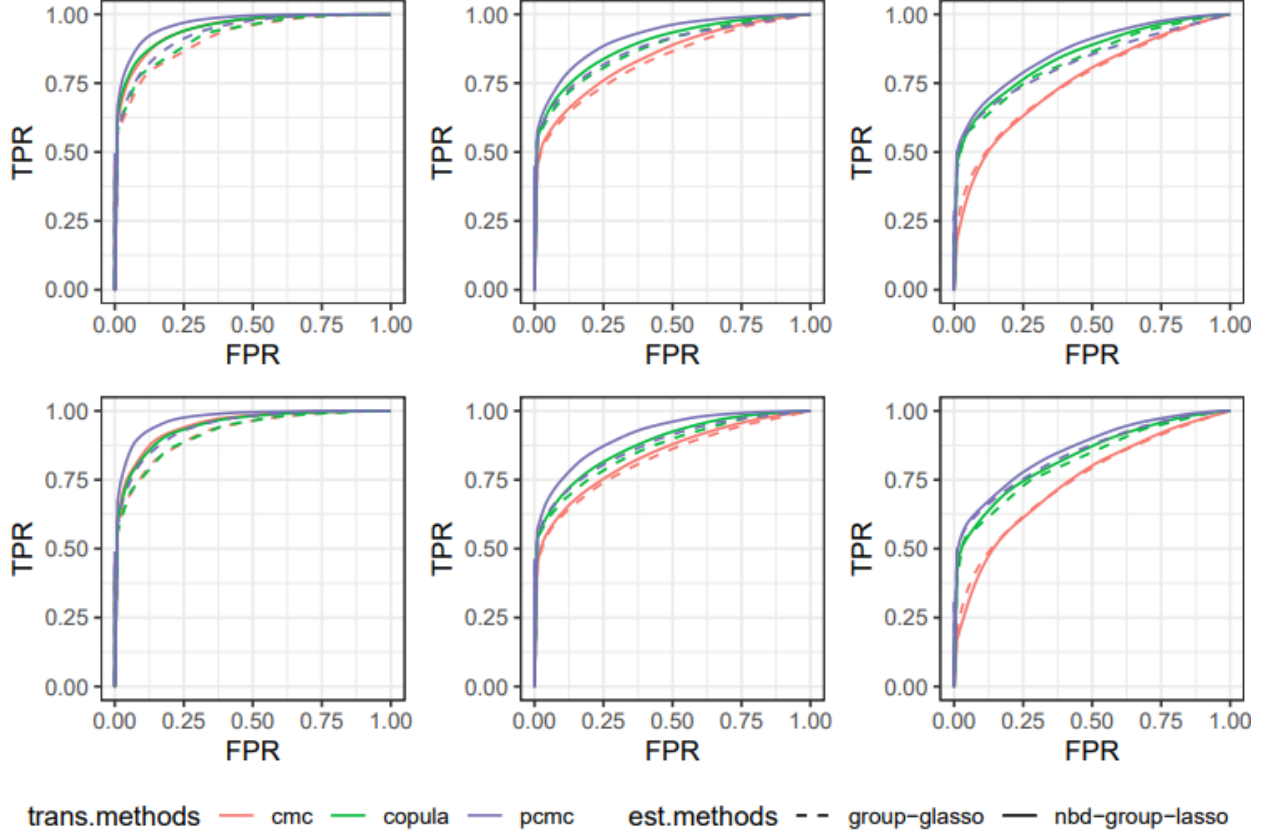 1.00 1.00 1.00
0.75 0.75 0.75
TPR 0.50 TPR 0.50 TPR 0.50
0.25 0.25 0.25
0.00 0.00 0.00
0.00 0.25 0.50 0.75 1.00 0.00 0.25 0.50 0.75 1.00 0.00 0.25 0.50 0.75 1.00
FPR FPR FPR
1.00 1.00 1.00
0.75 0.75 0.75
TPR 0.50 TPR 0.50 TPR 0.50
0.25 0.25 0.25
0.00 0.00 0.00
0.00 0.25 0.50 0.75 1.00 0.00 0.25 0.50 0.75 1.00 0.00 0.25 0.50 0.75 1.00
FPR FPR FPR
trans.methods cmc copula pcmc est.methods group-glasso nbd-group-lasso